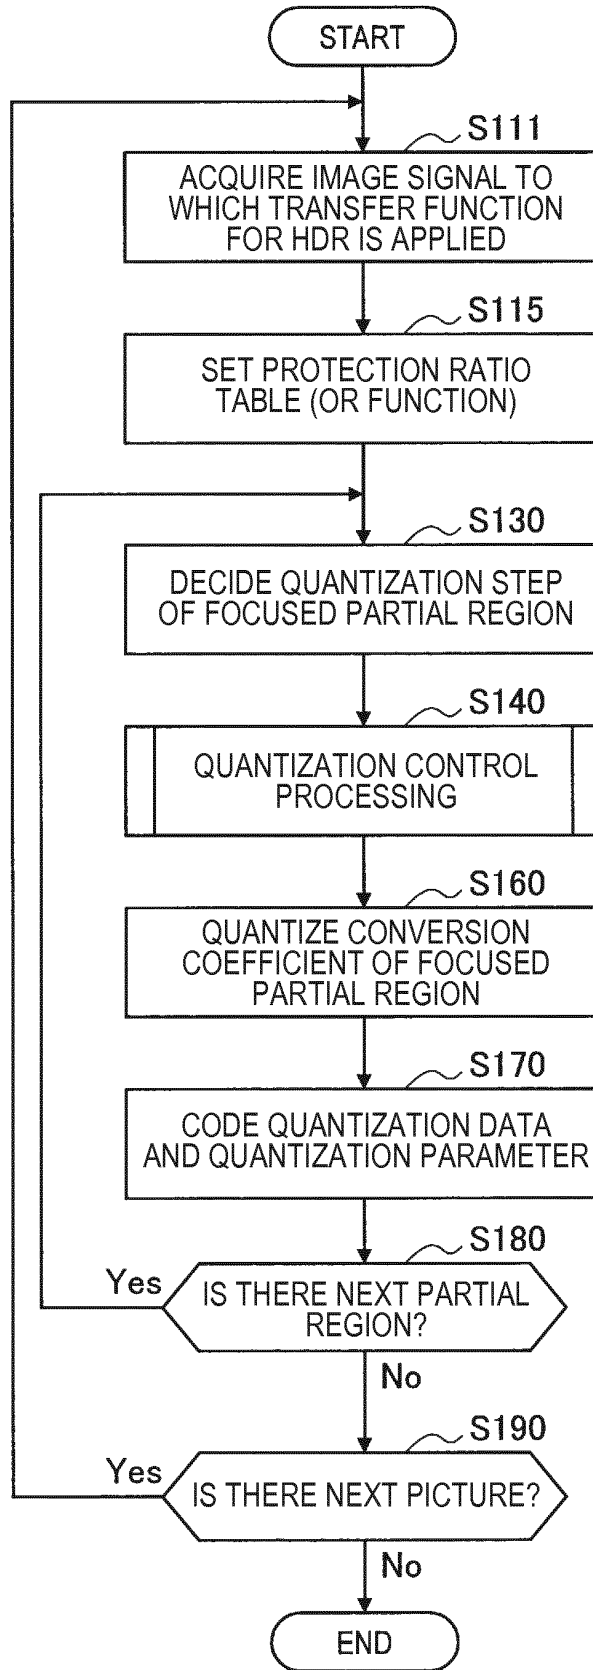 START
S111
ACQUIRE IMAGE SIGNAL TO
WHICH TRANSFER FUNCTION
FOR HDR IS APPLIED
S115
SET PROTECTION RATIO
TABLE (OR FUNCTION)
S130
DECIDE QUANTIZATION STEP
OF FOCUSED PARTIAL REGION
S140
QUANTIZATION CONTROL
PROCESSING
S160
QUANTIZE CONVERSION
COEFFICIENT OF FOCUSED
PARTIAL REGION
S170
CODE QUANTIZATION DATA
AND QUANTIZATION PARAMETER
S180
Yes
IS THERE NEXT PARTIAL
REGION?
No
S190
Yes
IS THERE NEXT PICTURE?
No
END